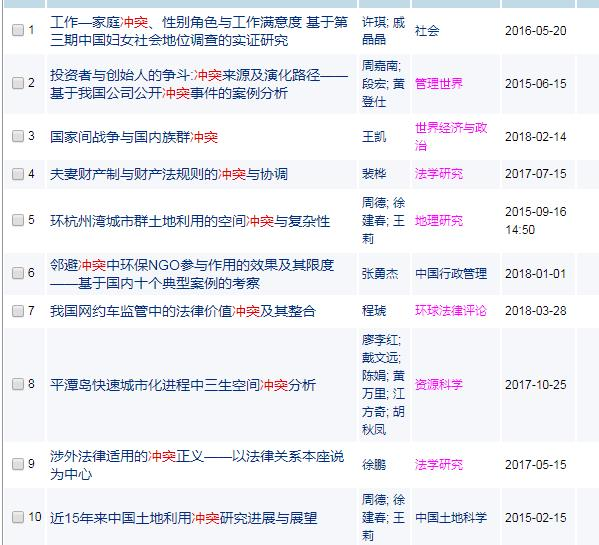 1 工作—家庭冲突、性别角色与工作满意度 基于第 许琪; 戚 社会 2016-05-20
三期中国妇女社会地位调查的实证研究 晶晶
2 投资者与创始人的争斗:冲突来源及演化路径—— 周嘉南; 管理世界 2015-06-15
基于我国公司公开冲突事件的案例分析 段宏; 黄
登仕
3 国家间战争与国内族群冲突 王凯 世界经济与政 2018-02-14
治
4 夫妻财产制与财产法规则的冲突与协调 裴桦 法学研究 2017-07-15
5 环杭州湾城市群土地利用的空间冲突与复杂性 周德; 徐 地理研究 2015-09-16
建春; 王 14:50
莉
6 邻避冲突中环保NGO参与作用的效果及其限度 张勇杰 中国行政管理 2018-01-01
——基于国内十个典型案例的考察
7 我国网约车监管中的法律价值冲突及其整合 程琥 环球法律评论 2018-03-28
8 平潭岛快速城市化进程中三生空间冲突分析 廖李红; 资源科学 2017-10-25
戴文远;
陈娟; 黄
万里; 江
方奇; 胡
秋凤
9 涉外法律适用的冲突正义——以法律关系本座说 徐鹏 法学研究 2017-05-15
为中心
10 近15年来中国土地利用冲突研究进展与展望 周德; 徐 中国土地科学 2015-02-15
建春; 王
莉